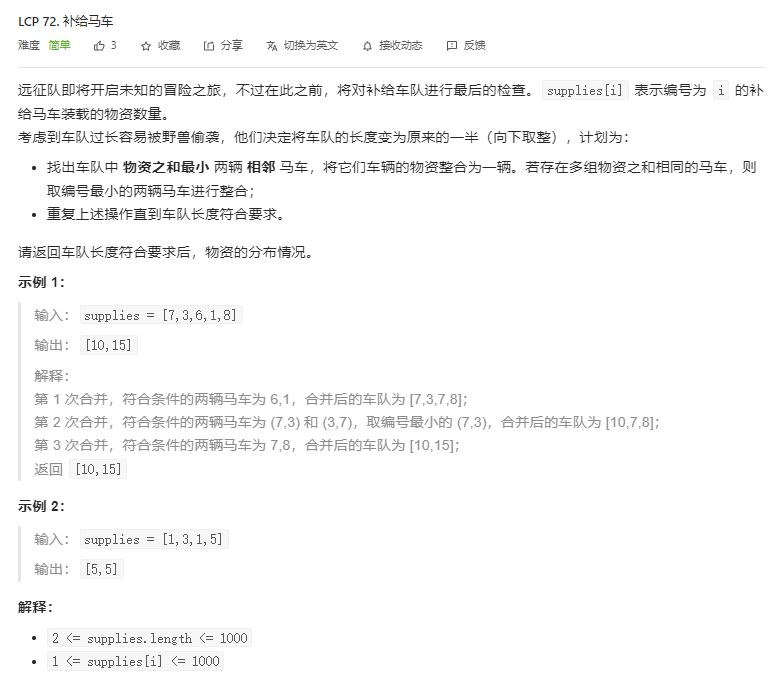 LCP 72. 补给马车
难度 简单 3 收藏 分享 切换为英文 接收动态 反馈
远征队即将开启未知的冒险之旅，不过在此之前，将对补给车队进行最后的检查。supplies[i] 表示编号为 i 的补
给马车装载的物资数量。
考虑到车队过长容易被野兽偷袭，他们决定将车队的长度变为原来的一半（向下取整），计划为：
• 找出车队中 物资之和最小 两辆 相邻 马车，将它们车辆的物资整合为一辆。若存在多组物资之和相同的马车，则
取编号最小的两辆马车进行整合；
• 重复上述操作直到车队长度符合要求。
请返回车队长度符合要求后，物资的分布情况。
示例 1：
输入： supplies = [7,3,6,1,8]
输出： [10,15]
解释：
第 1 次合并，符合条件的两辆马车为 6,1，合并后的车队为 [7,3,7,8]；
第 2 次合并，符合条件的两辆马车为 (7,3) 和 (3,7)，取编号最小的 (7,3)，合并后的车队为 [10,7,8]；
第 3 次合并，符合条件的两辆马车为 7,8，合并后的车队为 [10,15]；
返回 [10,15]
示例 2：
输入： supplies = [1,3,1,5]
输出： [5,5]
解释：
• 2 <= supplies.length <= 1000
• 1 <= supplies[i] <= 1000